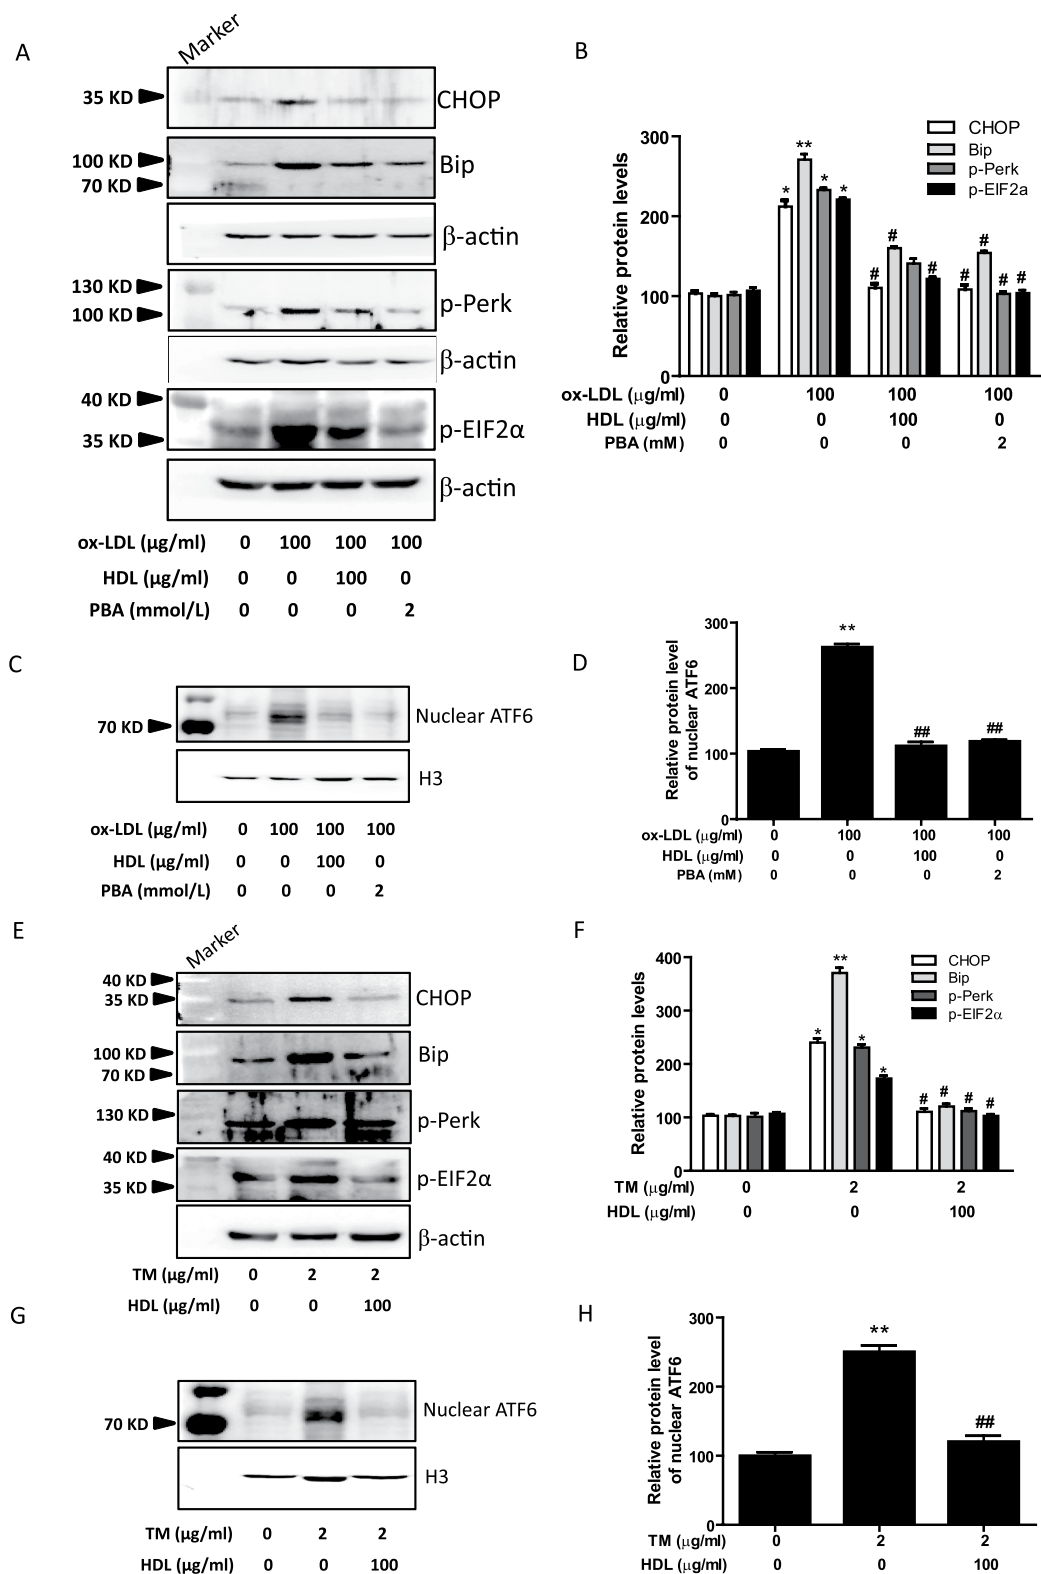 A
Marker
35 KD
CHOP
100 KD
70 KD
Bip
β-actin
130 KD
100 KD
p-Perk
β-actin
40 KD
35 KD
p-EIF2α
β-actin
ox-LDL (μg/ml) 0 100 100 100
HDL (μg/ml) 0 0 100 0
PBA (mmol/L) 0 0 0 2
B
CHOP
Bip
p-Perk
p-EIF2a
Relative protein levels
300
200
100
0
** * * *
# # #
# # # #
ox-LDL (μg/ml) 0 100 100 100
HDL (μg/ml) 0 0 100 0
PBA (mM) 0 0 0 2
C
70 KD
Nuclear ATF6
H3
ox-LDL (μg/ml) 0 100 100 100
HDL (μg/ml) 0 0 100 0
PBA (mmol/L) 0 0 0 2
D
Relative protein level
of nuclear ATF6
300
200
100
0
**
## ##
ox-LDL (μg/ml) 0 100 100 100
HDL (μg/ml) 0 0 100 0
PBA (mM) 0 0 0 2
E
Marker
40 KD
35 KD
CHOP
100 KD
70 KD
Bip
130 KD
p-Perk
40 KD
35 KD
p-EIF2α
β-actin
TM (μg/ml) 0 2 2
HDL (μg/ml) 0 0 100
F
CHOP
Bip
p-Perk
p-EIF2α
Relative protein levels
400
300
200
100
0
* ** * *
# # # #
TM (μg/ml) 0 2 2
HDL (μg/ml) 0 0 100
G
70 KD
Nuclear ATF6
H3
TM (μg/ml) 0 2 2
HDL (μg/ml) 0 0 100
H
Relative protein level
of nuclear ATF6
300
200
100
0
**
##
TM (μg/ml) 0 2 2
HDL (μg/ml) 0 0 100